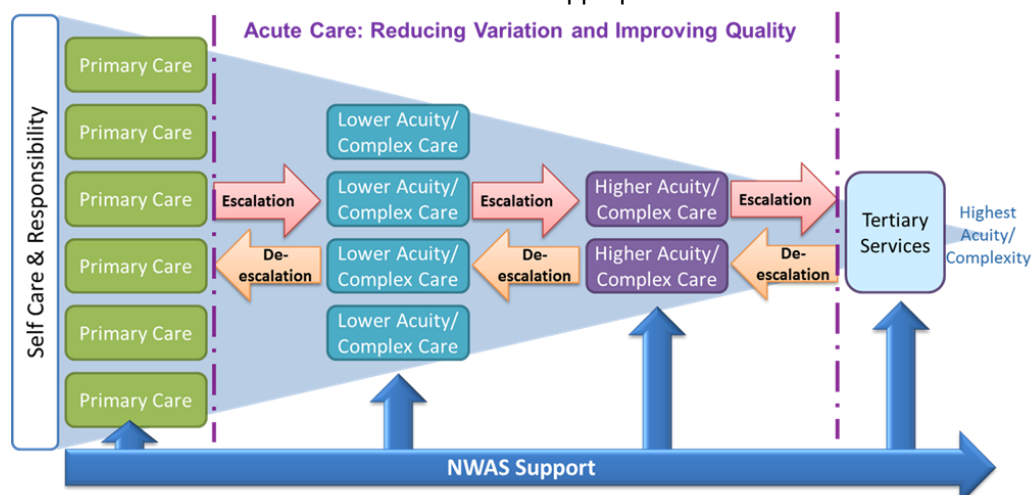 Acute Care: Reducing Variation and Improving Quality
Self Care & Responsibility
Primary Care
Primary Care
Primary Care
Primary Care
Primary Care
Primary Care
Escalation
De-
escalation
Lower Acuity/
Complex Care
Lower Acuity/
Complex Care
Lower Acuity/
Complex Care
Lower Acuity/
Complex Care
Escalation
De-
escalation
Higher Acuity/
Complex Care
Higher Acuity/
Complex Care
Escalation
De-
escalation
Tertiary
Services
Highest
Acuity/
Complexity
NWAS Support